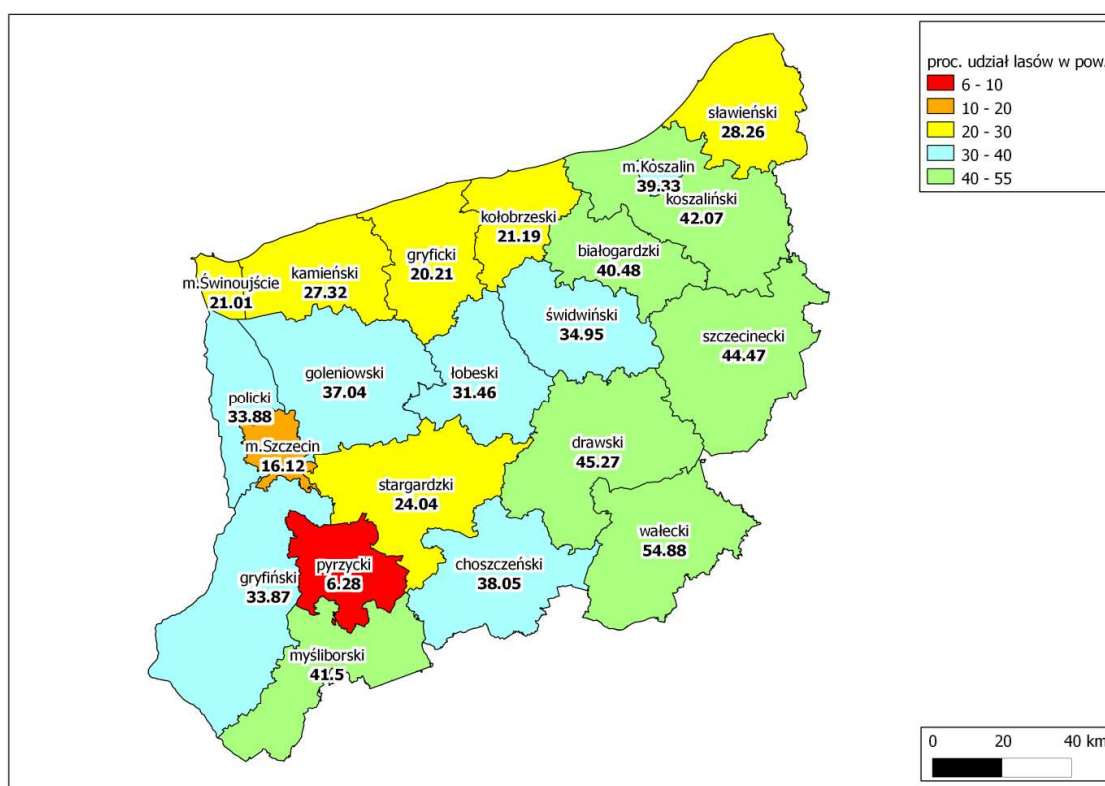 proc. udział lasów w pow.
6 - 10
10 - 20
20 - 30
30 - 40
40 - 55
sławieński
28.26
m.Koszalin
39.33
koszaliński
42.07
kołobrzeski
21.19
białogardzki
40.48
gryficki
20.21
kamieński
27.32
m.Świnoujście
21.01
świdwiński
34.95
szczecinecki
44.47
goleniowski
37.04
łobeski
31.46
policki
33.88
m.Szczecin
16.12
drawski
45.27
stargardzki
24.04
wałecki
54.88
choszczeński
38.05
pyrzycki
6.28
gryfiński
33.87
myśliborski
41.5
0 20 40 km